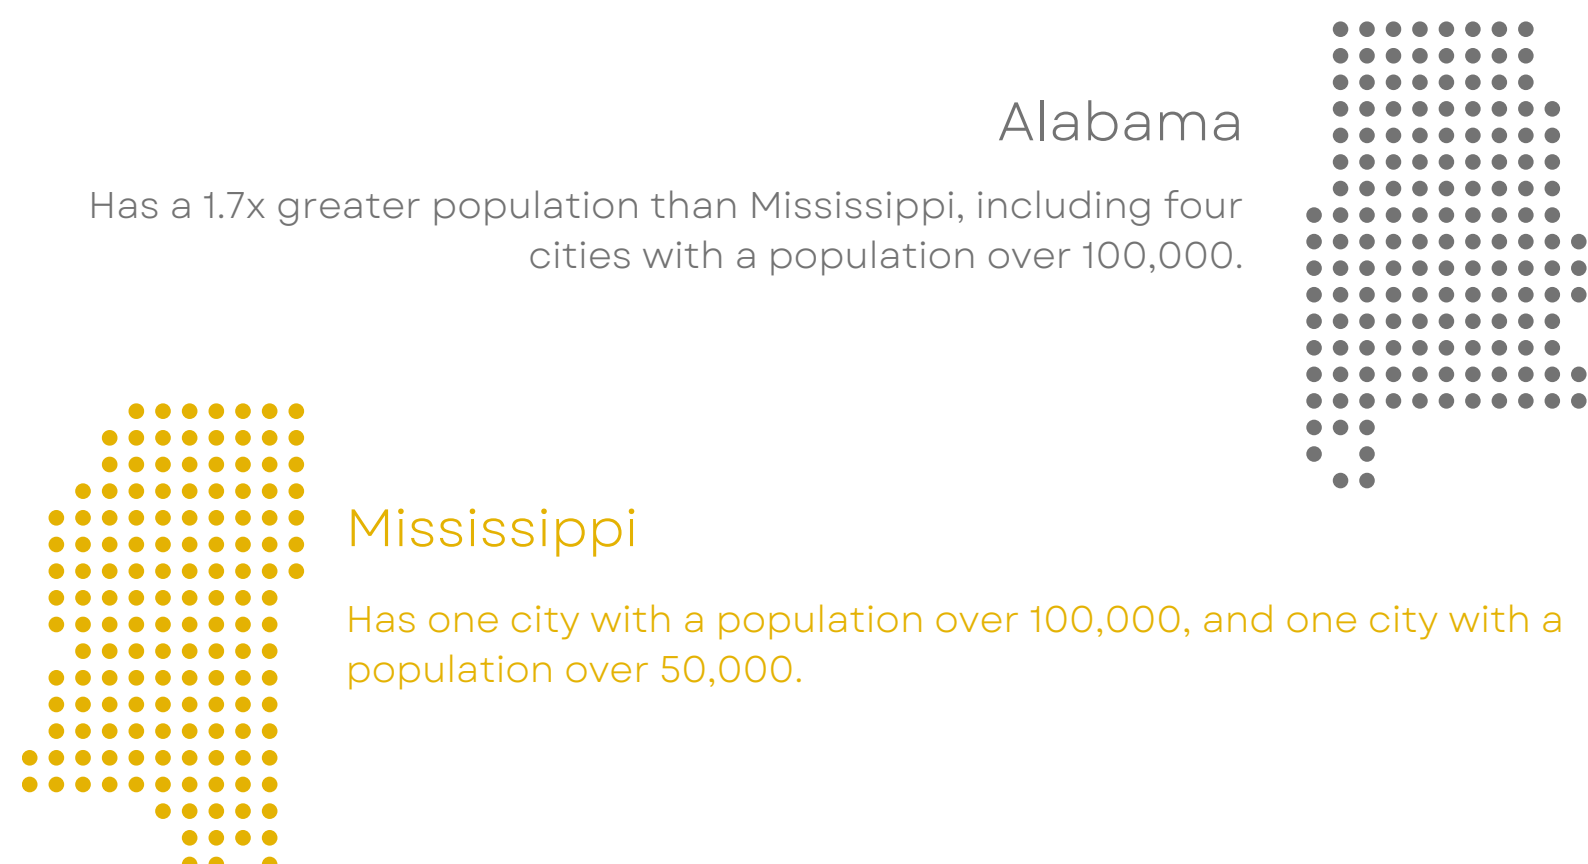 Alabama
Has a 1.7x greater population than Mississippi, including four
cities with a population over 100,000.
Mississippi
Has one city with a population over 100,000, and one city with a
population over 50,000.